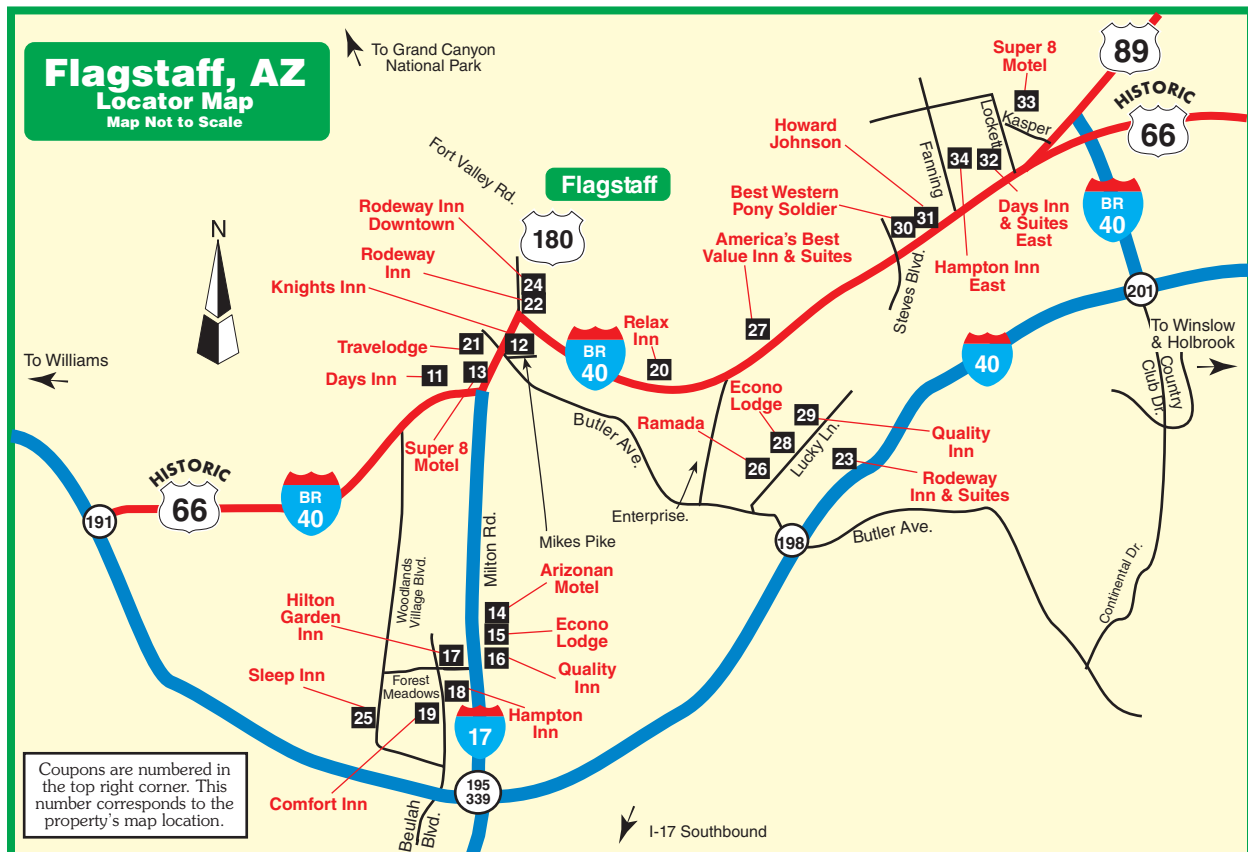 Flagstaff, AZ
Locator Map
Map Not to Scale
To Grand Canyon
National Park
Super 8
Motel
33
89
HISTORIC
66
Kasper
Lockett
Fanning
34
32
Howard
Johnson
Fort Valley Rd.
Flagstaff
180
Rodeway Inn
Downtown
Rodeway
Inn
Knights Inn
24
22
Best Western
Pony Soldier
31
30
Days Inn
& Suites
East
BR
40
America's Best
Value Inn & Suites
Hampton Inn
East
Steves Blvd.
N
201
To Winslow
& Holbrook
Country
Club Dr.
To Williams
Travelodge
21
12
Days Inn
11
13
BR
40
Relax
Inn
20
27
40
Super 8
Motel
Butler Ave.
Ramada
Econo
Lodge
29
28
26
Lucky Ln.
23
Quality
Inn
Rodeway
Inn & Suites
191
HISTORIC
66
BR
40
Enterprise.
Mikes Pike
198
Butler Ave.
Milton Rd.
Woodlands
Village Blvd.
Continental Dr.
Arizonan
Motel
14
Hilton
Garden
Inn
15
Econo
Lodge
17
16
Quality
Inn
Sleep Inn
Forest
Meadows
18
25
19
Hampton
Inn
17
Comfort Inn
195
339
Beulah
Blvd.
I-17 Southbound
Coupons are numbered in
the top right corner. This
number corresponds to the
property's map location.